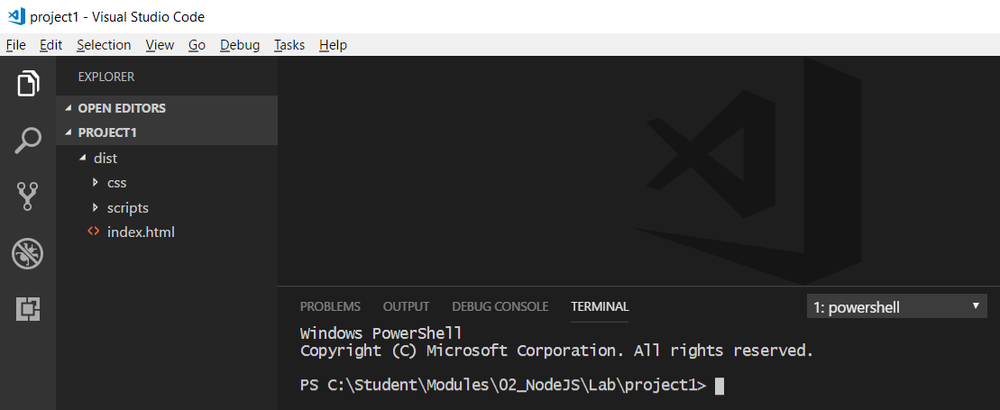 project1 - Visual Studio Code
File Edit Selection View Go Debug Tasks Help
EXPLORER
OPEN EDITORS
PROJECT1
dist
css
scripts
index.html
PROBLEMS OUTPUT DEBUG CONSOLE TERMINAL 1: powershell
Windows PowerShell
Copyright (C) Microsoft Corporation. All rights reserved.
PS C:\Student\Modules\02_NodeJS\Lab\project1>